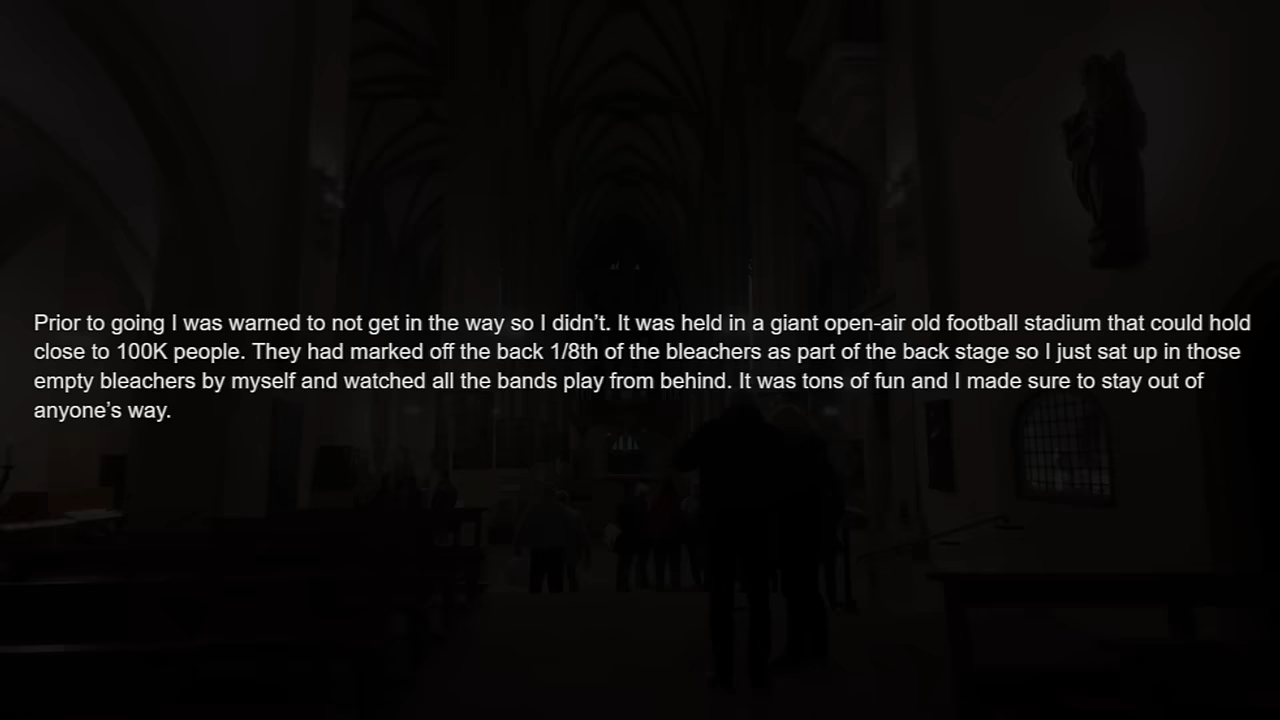 Prior to going I was warned to not get in the way so I didn’t. It was held in a giant open-air old football stadium that could hold
close to 100K people. They had marked off the back 1/8th of the bleachers as part of the back stage so I just sat up in those
empty bleachers by myself and watched all the bands play from behind. It was tons of fun and I made sure to stay out of
anyone’s way.